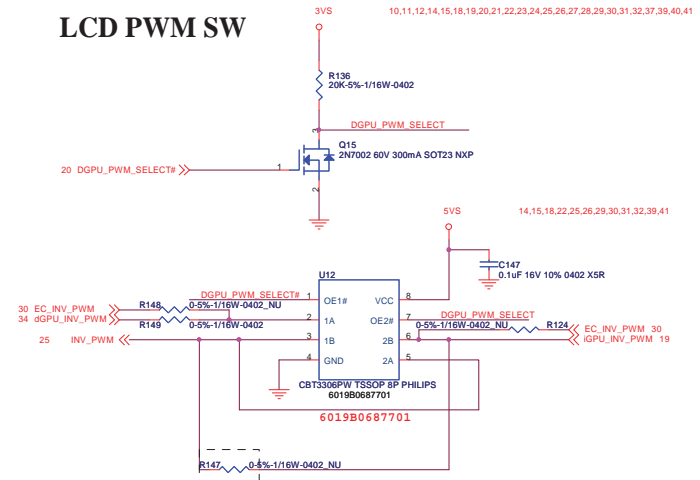 3VS 10,11,12,14,15,18,19,20,21,22,23,24,25,26,27,28,29,30,31,32,37,39,40,41
LCD PWM SW
R136
20K-5%-1/16W-0402
DGPU_PWM_SELECT
3
Q15
2N7002 60V 300mA SOT23 NXP
20 DGPU_PWM_SELECT# 1
2
5VS 14,15,18,22,25,26,29,30,31,32,39,41
C147
0.1uF 16V 10% 0402 X5R
U12
DGPU_PWM_SELECT# 1 OE1# VCC 8
30 EC_INV_PWM R148 0-5%-1/16W-0402_NU
DGPU_PWM_SELECT
34 dGPU_INV_PWM R149 0-5%-1/16W-0402 2 1A OE2# 7
0-5%-1/16W-0402_NU R124 EC_INV_PWM 30
25 INV_PWM 3 1B 2B 6 iGPU_INV_PWM 19
4 GND 2A 5
CBT3306PW TSSOP 8P PHILIPS
6019B0687701
6019B0687701
R147 0-5%-1/16W-0402_NU